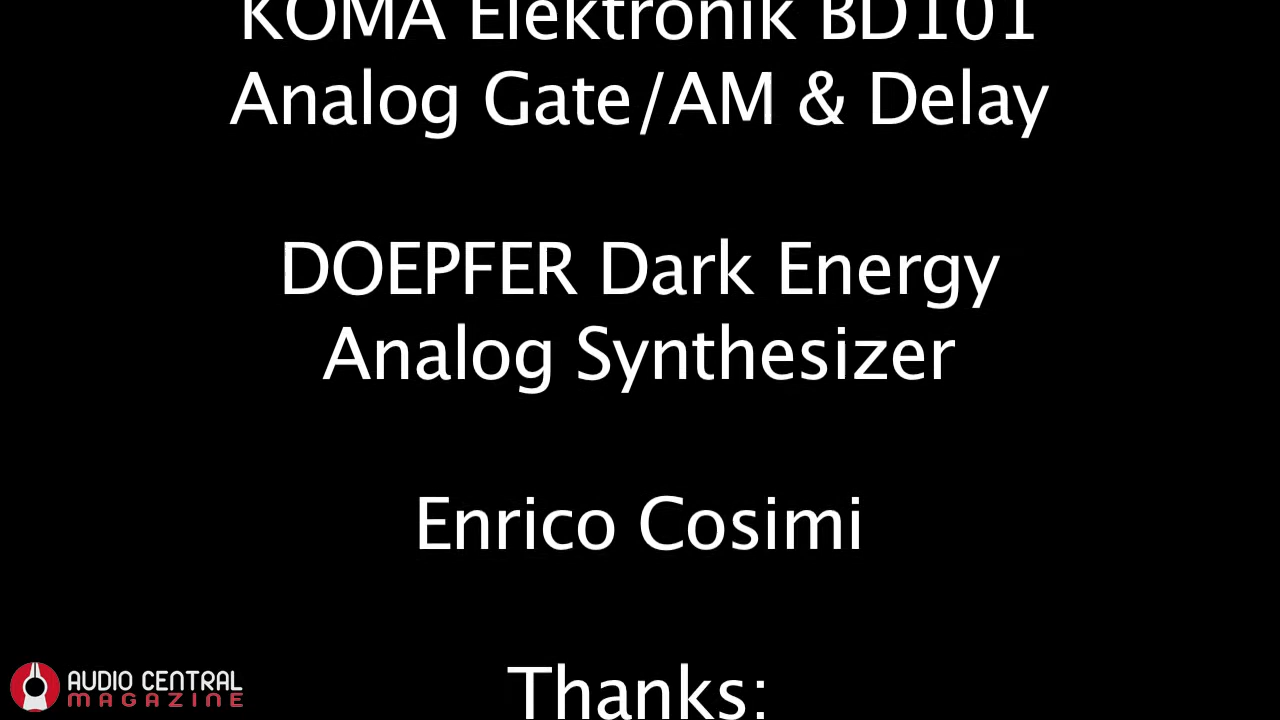 KOMA Elektronik BD101
Analog Gate/AM & Delay
DOEPFER Dark Energy
Analog Synthesizer
Enrico Cosimi
Thanks:
AUDIO CENTRAL
MAGAZINE